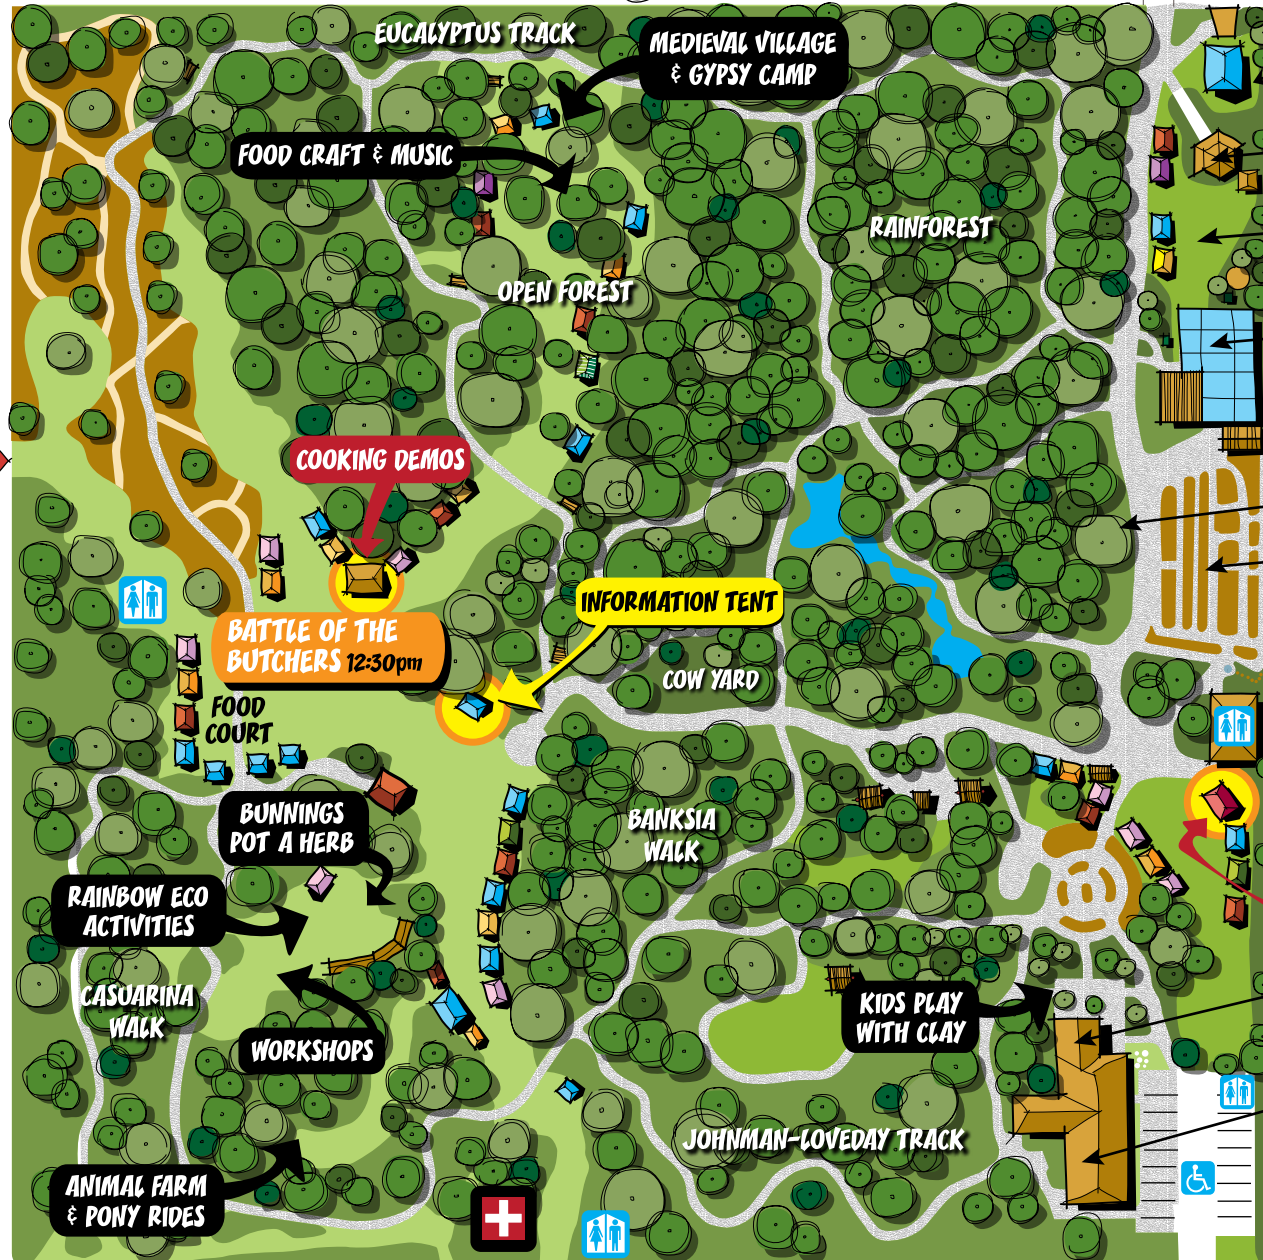 EUCALYPTUS TRACK
MEDIEVAL VILLAGE
& GYPSY CAMP
FOOD CRAFT & MUSIC
RAINFOREST
OPEN FOREST
COOKING DEMOS
INFORMATION TENT
BATTLE OF THE
BUTCHERS 12:30pm
COW YARD
FOOD
COURT
BUNNINGS
POT A HERB
BANKSIA
WALK
RAINBOW ECO
ACTIVITIES
CASUARINA
WALK
KIDS PLAY
WITH CLAY
WORKSHOPS
JOHNMAN-LOVEDAY TRACK
ANIMAL FARM
& PONY RIDES